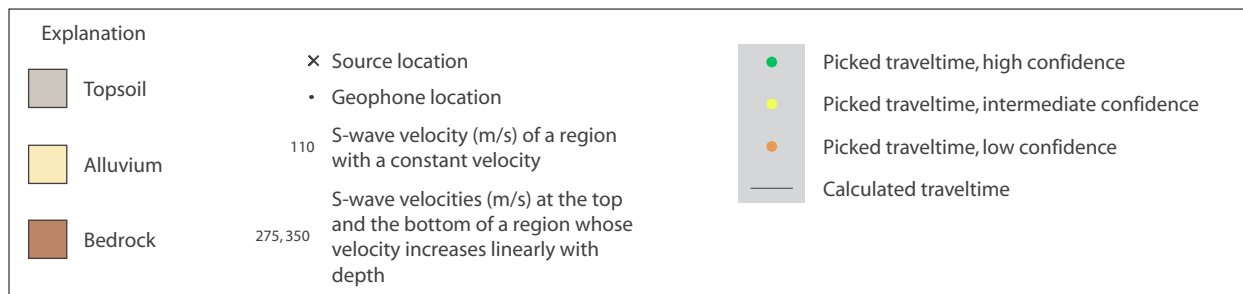 Explanation
Topsoil
Alluvium
Bedrock
Source location
Geophone location
110 S-wave velocity (m/s) of a region
with a constant velocity
S-wave velocities (m/s) at the top
and the bottom of a region whose
275, 350 velocity increases linearly with
depth
Picked traveltime, high confidence
Picked traveltime, intermediate confidence
Picked traveltime, low confidence
Calculated traveltime